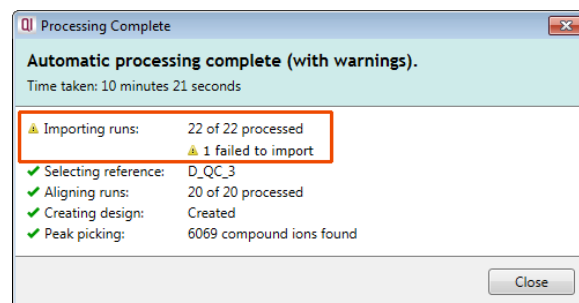 QI Processing Complete
Automatic processing complete (with warnings).
Time taken: 10 minutes 21 seconds
Importing runs: 22 of 22 processed
1 failed to import
Selecting reference: D_QC_3
Aligning runs: 20 of 20 processed
Creating design: Created
Peak picking: 6069 compound ions found
Close